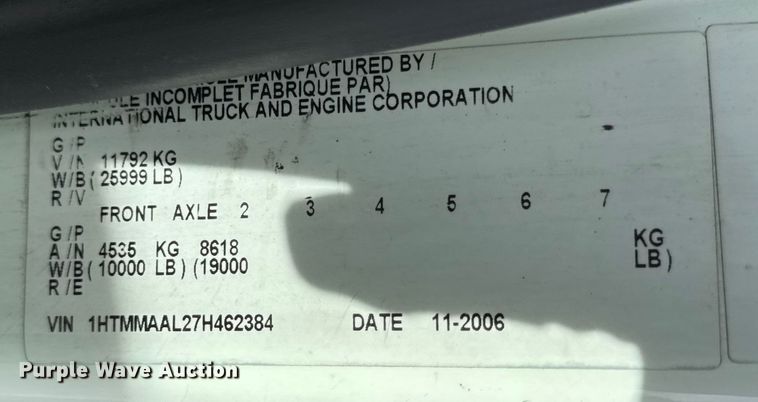 MANUFACTURED BY /
INCOMPLET FABRIQUE PAR)
INTERNATIONAL TRUCK AND ENGINE CORPORATION
G/P
V/N 11792 KG
W/B ( 25999 LB )
R/V
FRONT AXLE 2 3 4 5 6 7
G/P
A/N 4535 KG 8618 KG
W/B ( 10000 LB ) (19000 LB )
R/E
VIN 1HTMMAAL27H462384 DATE 11-2006
Purple Wave Auction